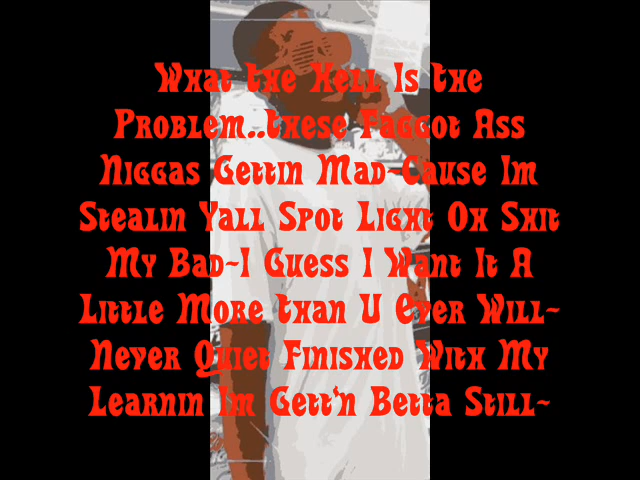 What the Hell Is the
Problem..these Faggot Ass
Niggas Gettin Mad~Cause Im
Stealin Yall Spot Light Oh Shit
My Bad~I Guess I Want It A
Little More than U Ever Will~
Never Quiet Finished With My
Learnin Im Gett'n Betta Still~